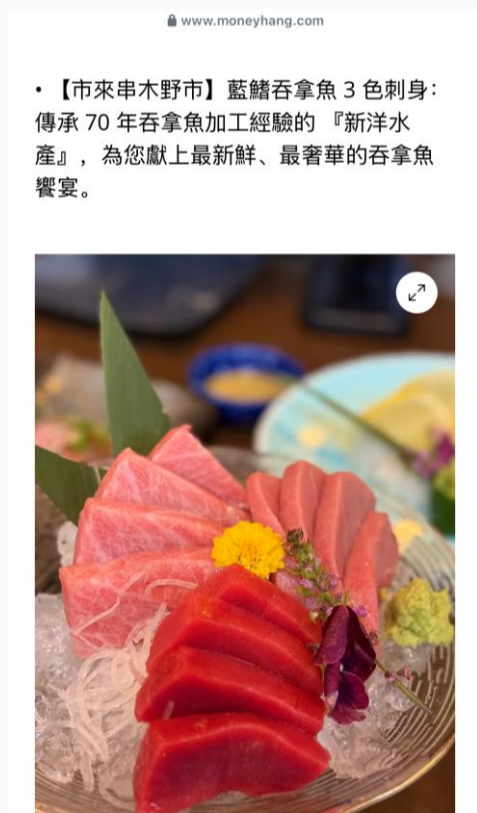 www.moneyhang.com
• 【市來串木野市】藍鰭吞拿魚 3 色刺身：
傳承 70 年吞拿魚加工經驗的 『新洋水
產』，為您獻上最新鮮、最奢華的吞拿魚
饗宴。